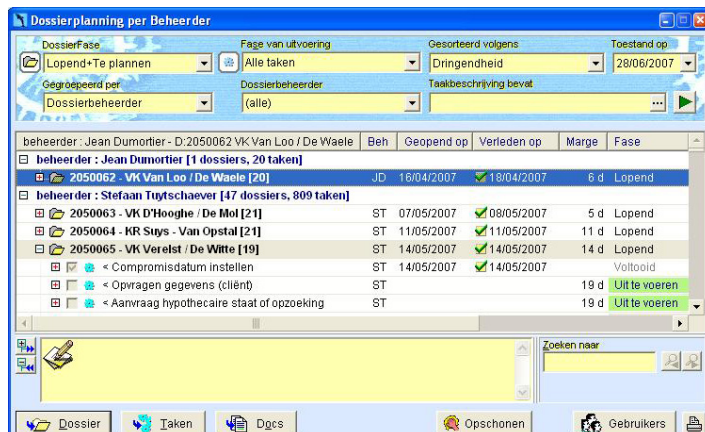 Dossierplanning per Beheerder
DossierFase Fase van uitvoering Gesorteerd volgens Toestand op
Lopend+Te plannen Alle taken Dringendheid 28/06/2007
Gegroepeerd per Dossierbeheerder Taakbeschrijving bevat
Dossierbeheerder (alle) ...
beheerder : Jean Dumortier - D:2050062 VK Van Loo / De Waele Beh Geopend op Verleden op Marge Fase
beheerder : Jean Dumortier [1 dossiers, 20 taken]
2050062 - VK Van Loo / De Waele [20] JD 16/04/2007 18/04/2007 6 d Lopend
beheerder : Stefaan Tuytschaever [47 dossiers, 809 taken]
2050063 - VK D'Hooghe / De Mol [21] ST 07/05/2007 08/05/2007 5 d Lopend
2050064 - KR Suys - Van Opstal [21] ST 11/05/2007 11/05/2007 11 d Lopend
2050065 - VK Verelst / De Witte [19] ST 14/05/2007 14/05/2007 14 d Lopend
< Compromisdatum instellen ST 14/05/2007 14/05/2007 Voltooid
< Opvragen gegevens (cliënt) ST 19 d Uit te voeren
< Aanvraag hypothecaire staat of opzoeking ST 19 d Uit te voeren
Zoeken naar
Dossier Taken Docs Opschonen Gebruikers